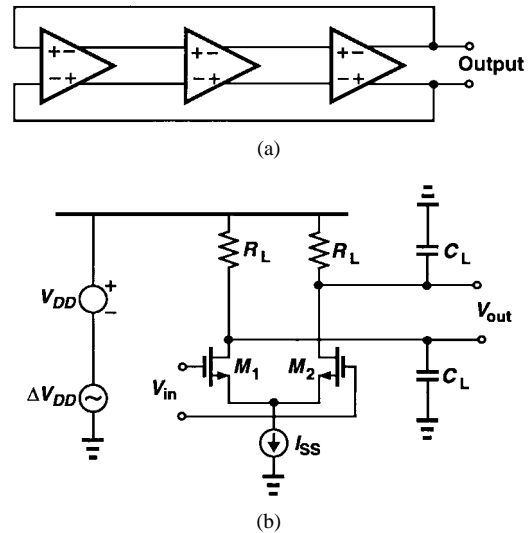 + − + − + −
− + − + − +
Output
(a)
R_L R_L C_L
V_DD + −
V_out
M_1 M_2
V_in C_L
ΔV_DD
I_SS
(b)